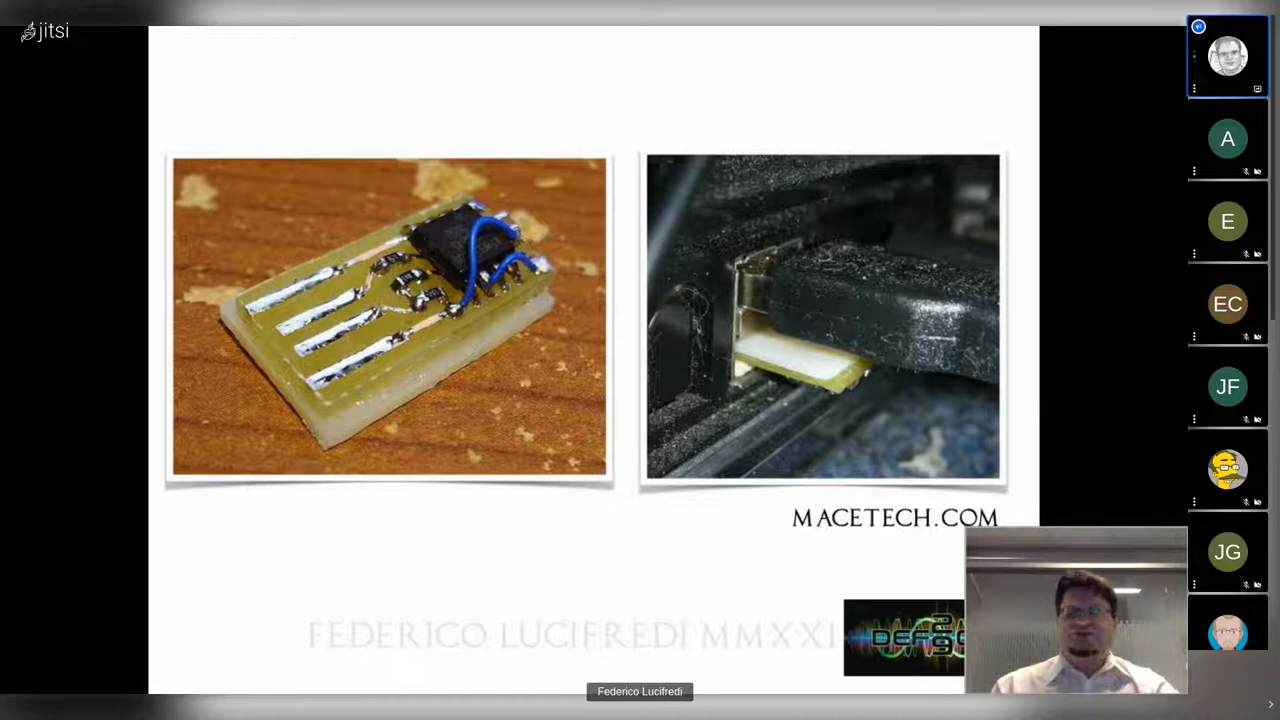 jitsi
A
E
EC
JF
JG
MACETECH.COM
FEDERICO LUCIFREDI MMXXI
Federico Lucifredi